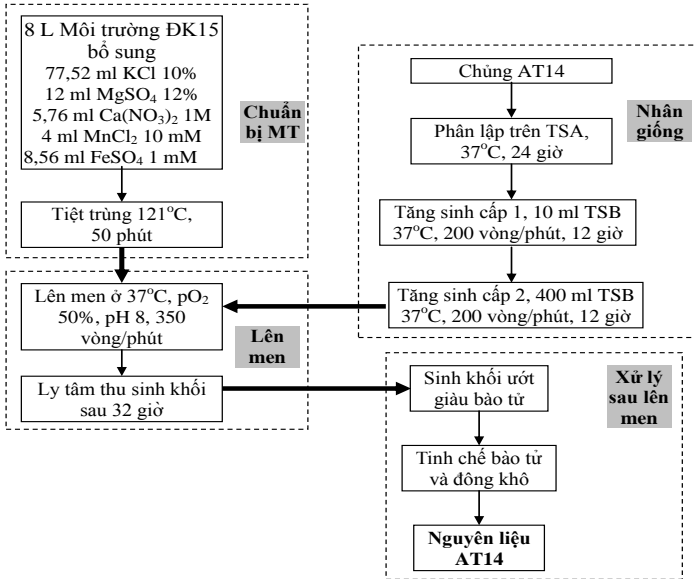 8 L Môi trường ĐK15
bổ sung
77,52 ml KCl 10%
12 ml MgSO4 12%
5,76 ml Ca(NO3)2 1M
4 ml MnCl2 10 mM
8,56 ml FeSO4 1 mM
Chuẩn
bị MT
Tiệt trùng 121°C,
50 phút
Chủng AT14
Nhân
giống
Phân lập trên TSA,
37°C, 24 giờ
Tăng sinh cấp 1, 10 ml TSB
37°C, 200 vòng/phút, 12 giờ
Tăng sinh cấp 2, 400 ml TSB
37°C, 200 vòng/phút, 12 giờ
Lên men ở 37°C, pO2
50%, pH 8, 350
vòng/phút
Lên
men
Ly tâm thu sinh khối
sau 32 giờ
Sinh khối ướt
giàu bào tử
Xử lý
sau lên
men
Tinh chế bào tử
và đông khô
Nguyên liệu
AT14